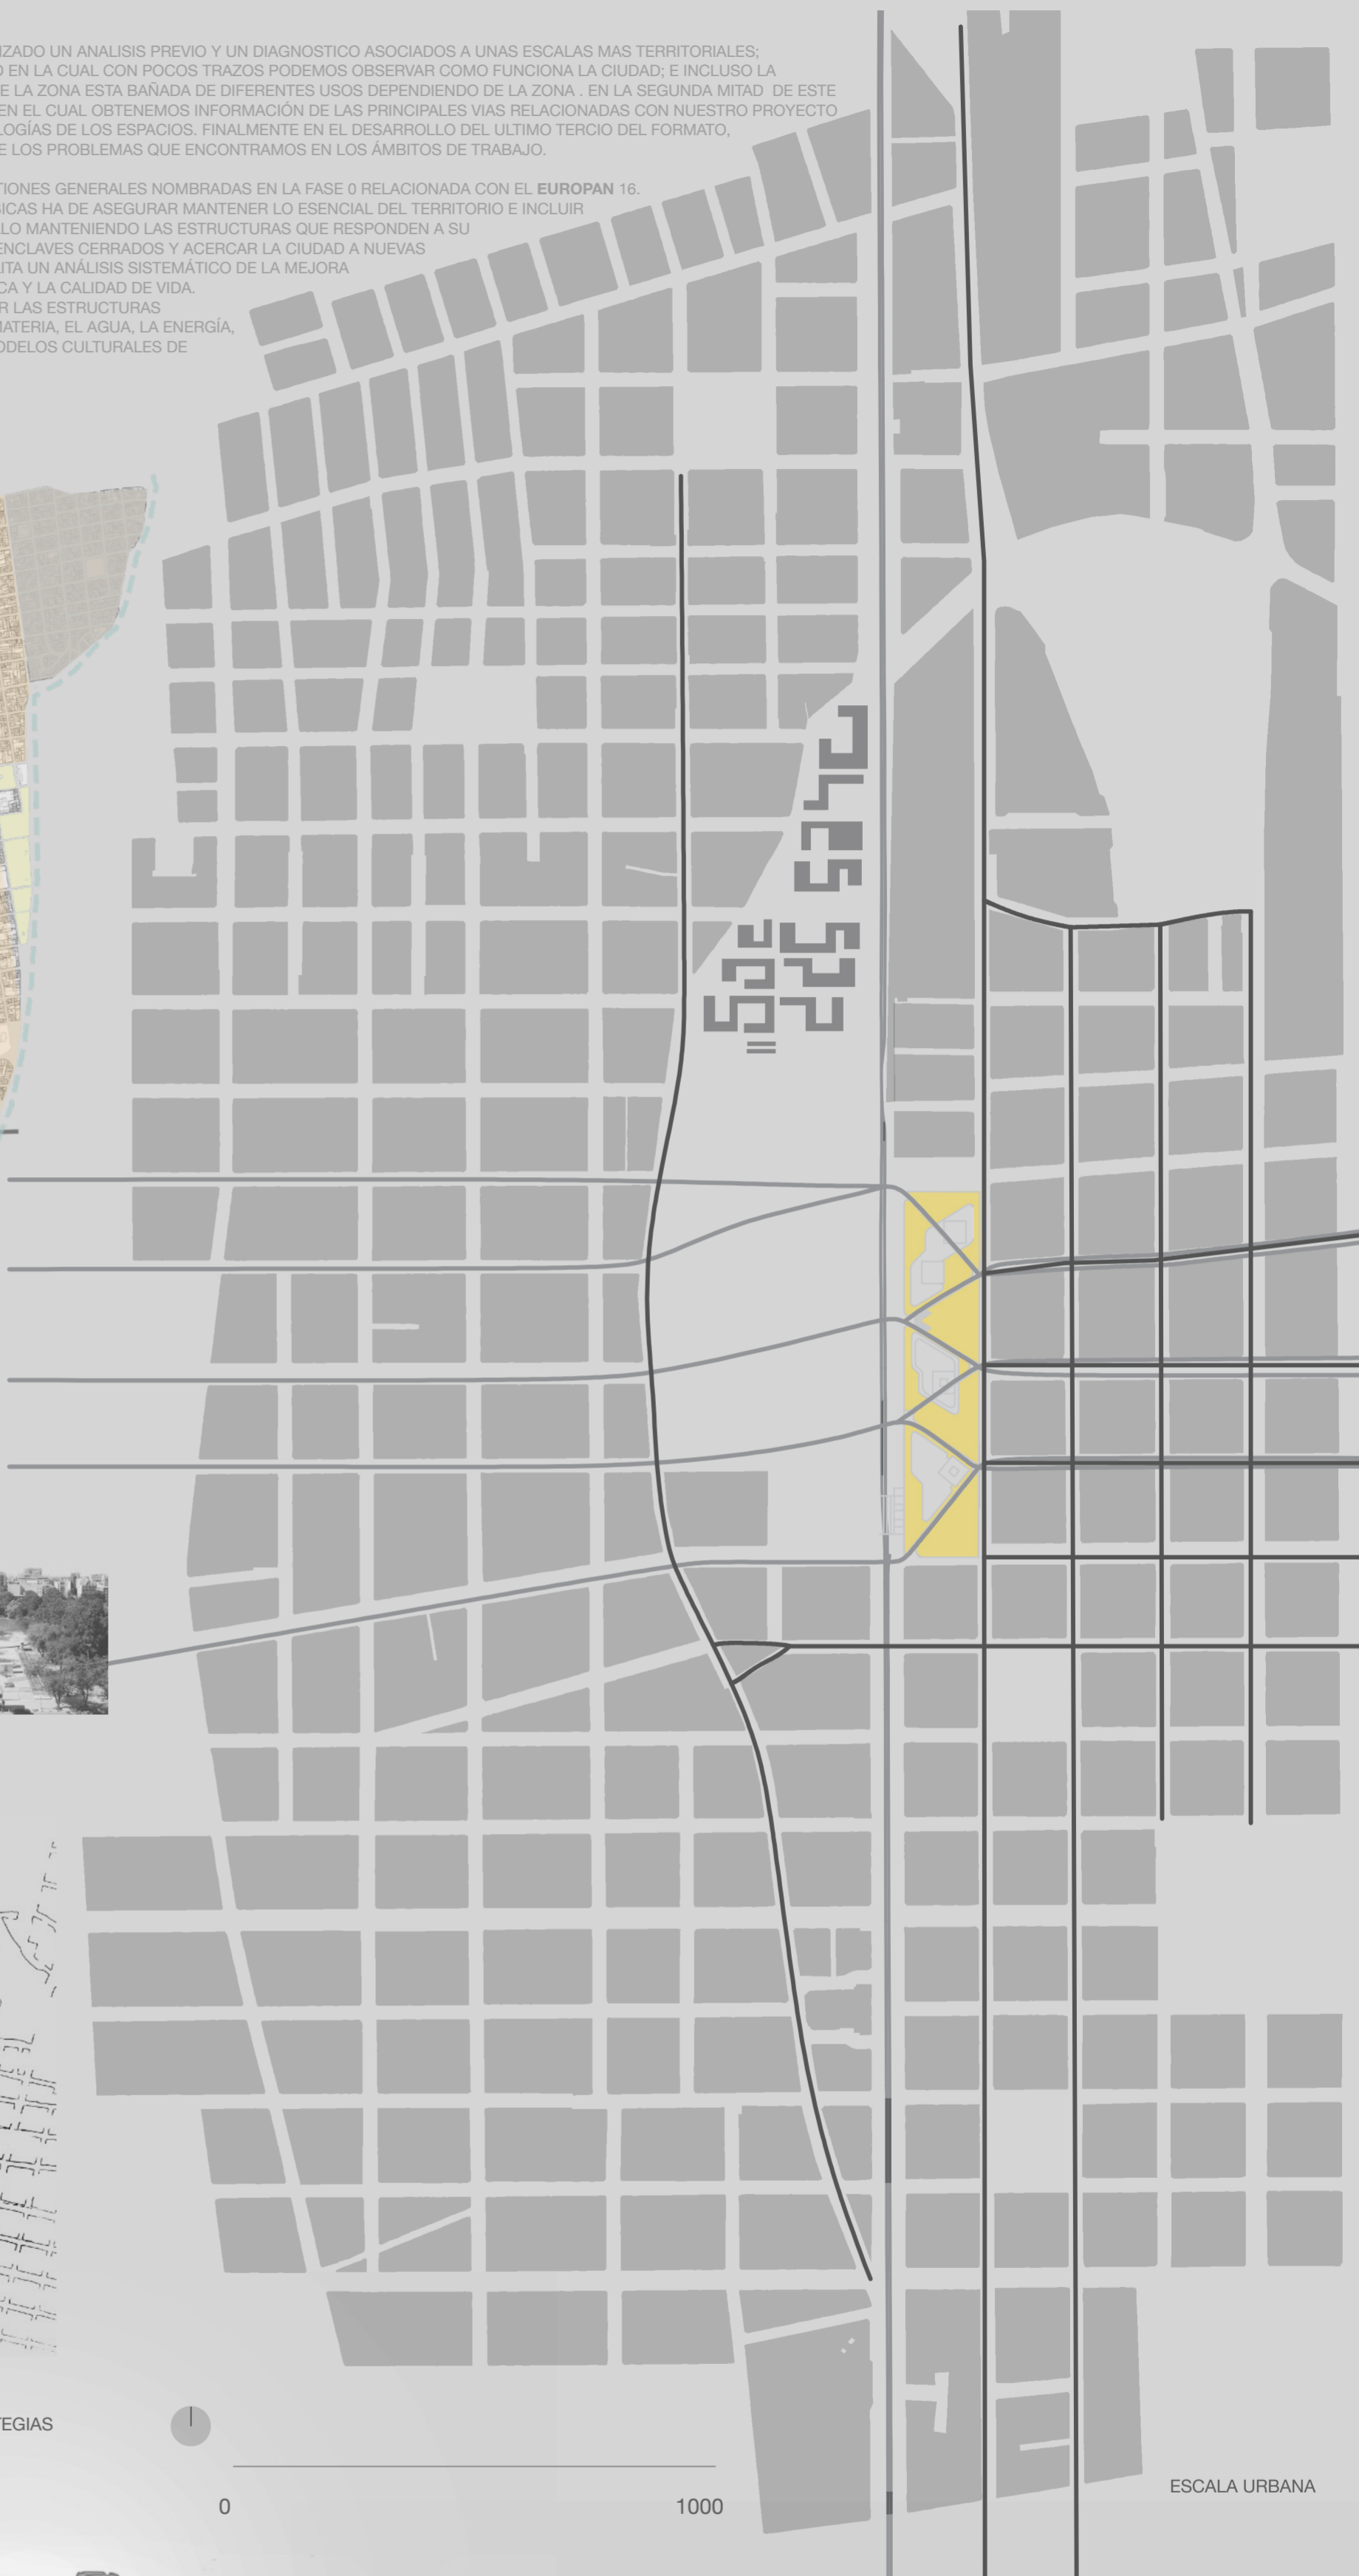 IZADO UN ANALISIS PREVIO Y UN DIAGNOSTICO ASOCIADOS A UNAS ESCALAS MAS TERRITORIALES;
O EN LA CUAL CON POCOS TRAZOS PODEMOS OBSERVAR COMO FUNCIONA LA CIUDAD; E INCLUSO LA
E LA ZONA ESTA BAÑADA DE DIFERENTES USOS DEPENDIENDO DE LA ZONA . EN LA SEGUNDA MITAD DE ESTE
EN EL CUAL OBTENEMOS INFORMACIÓN DE LAS PRINCIPALES VIAS RELACIONADAS CON NUESTRO PROYECTO
LOGÍAS DE LOS ESPACIOS. FINALMENTE EN EL DESARROLLO DEL ULTIMO TERCIO DEL FORMATO,
E LOS PROBLEMAS QUE ENCONTRAMOS EN LOS ÁMBITOS DE TRABAJO.
TIONES GENERALES NOMBRADAS EN LA FASE 0 RELACIONADA CON EL EUROPAN 16.
SICAS HA DE ASEGURAR MANTENER LO ESENCIAL DEL TERRITORIO E INCLUIR
LO MANTENIENDO LAS ESTRUCTURAS QUE RESPONDEN A SU
ENCLAVES CERRADOS Y ACERCAR LA CIUDAD A NUEVAS
ITA UN ANÁLISIS SISTEMÁTICO DE LA MEJORA
CA Y LA CALIDAD DE VIDA.
R LAS ESTRUCTURAS
MATERIA, EL AGUA, LA ENERGÍA,
ODELOS CULTURALES DE
TEGIAS
0 1000
ESCALA URBANA